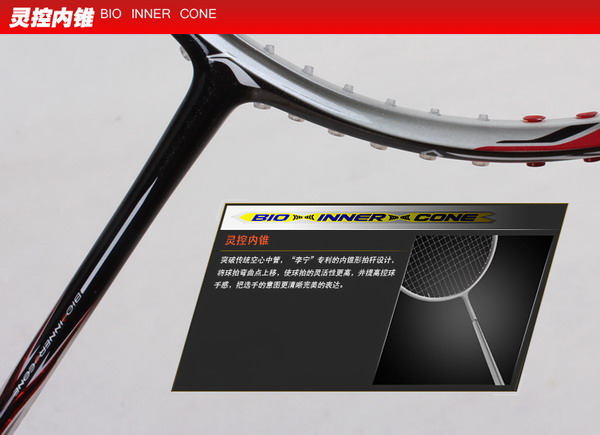 灵控内锥 BIO INNER CONE
BIO INNER CONE
灵控内锥
突破传统空心中管，“李宁”专利的内锥形拍杆设计，
将球拍弯曲点上移，使球拍的灵活性更高，并提高控球
手感，把选手的意图更清晰完美的表达。
BIO INNER CONE